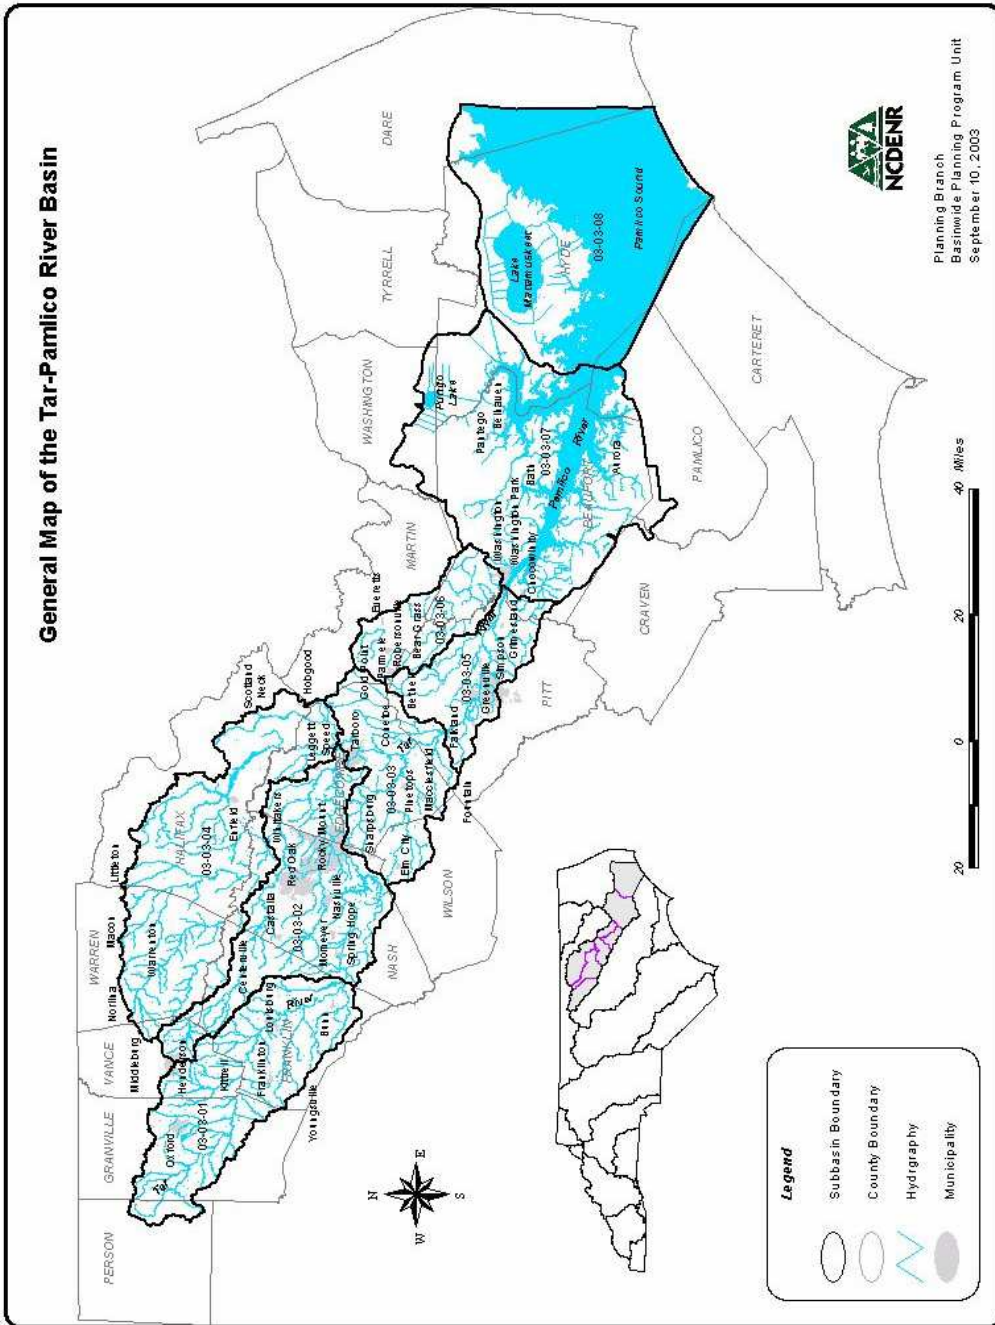 General Map of the Tar-Pamlico River Basin
PERSON
GRANVILLE
VANCE
WARREN
HALIFAX
FRANKLIN
NASH
WILSON
EDGECOMBE
MARTIN
WASHINGTON
TYRRELL
DARE
PITT
BEAUFORT
HYDE
CRAVEN
PAMLICO
CARTERET
Middleburg
Norlina
Macon
Littleton
Warrenton
Oxford
Henderson
Kittrell
Franklinton
Youngsville
Louisburg
Bunn
Centerville
Castalia
Red Oak
Whitakers
Enfield
Momeyer
Nashville
Spring Hope
Rocky Mount
Sharpsburg
Elm City
Pinetops
Macclesfield
Fountain
Scotland
Neck
Hobgood
Leggett
Speed
Tarboro
Conetoe
Gold Point
Parmele
Robersonville
Everetts
Bear Grass
Bethel
Falkland
Greenville
Simpson
Grimesland
Washington
Washington Park
Chocowinity
Bath
Pantego
Belhaven
Aurora
Tar
River
Tar
River
Pamlico
River
Pungo
Lake
Lake
Mattamuskeet
Pamlico Sound
03-03-01
03-03-02
03-03-03
03-03-04
03-03-05
03-03-06
03-03-07
03-03-08
N
W
E
S
Legend
Subbasin Boundary
County Boundary
Hydrgraphy
Municipality
20
0
20
40
Miles
NCDENR
Planning Branch
Basinwide Planning Program Unit
September 10, 2003